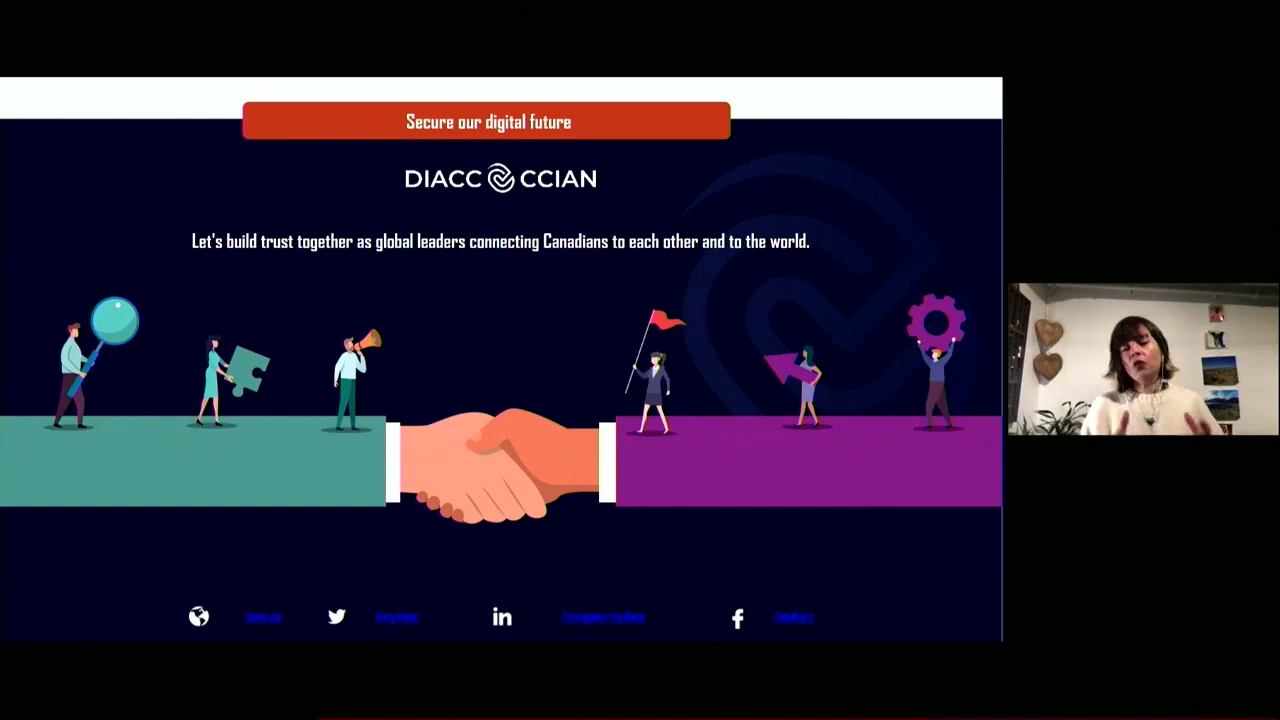 Secure our digital future
DIACC CCIAN
Let's build trust together as global leaders connecting Canadians to each other and to the world.
in